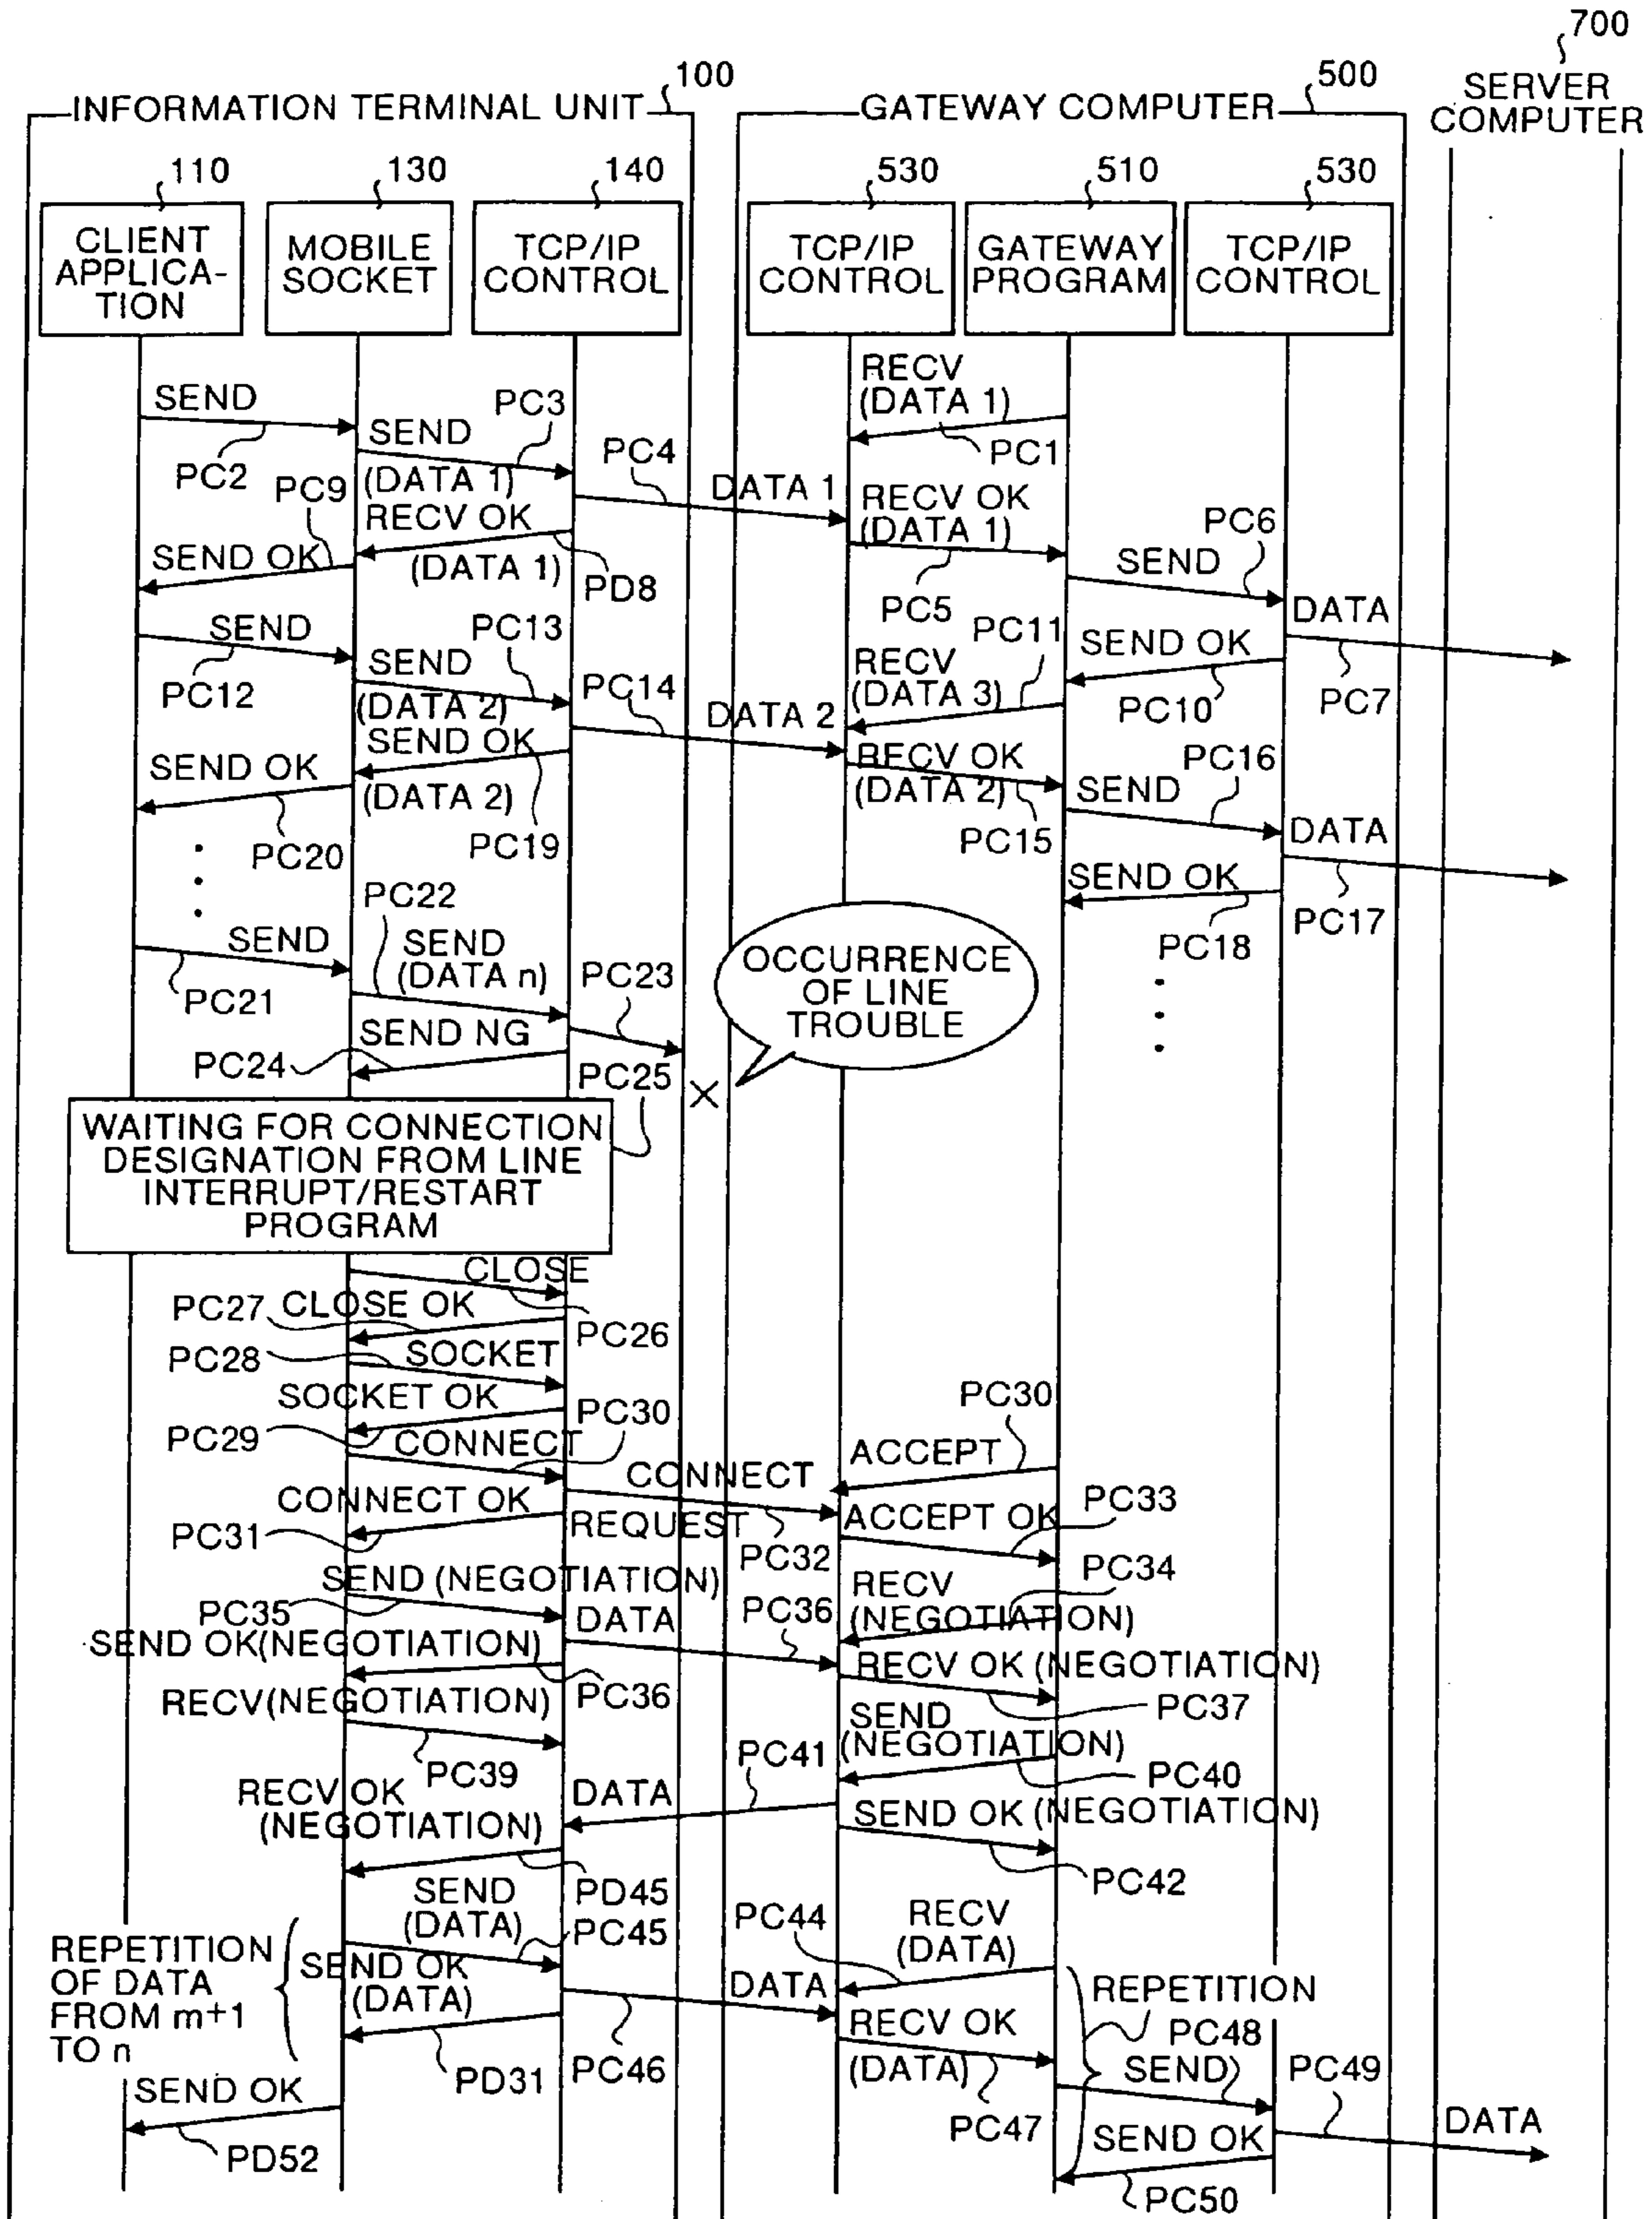 700
SERVER
COMPUTER
INFORMATION TERMINAL UNIT
100
GATEWAY COMPUTER
500
110
130
140
530
510
530
CLIENT
APPLICA-
TION
MOBILE
SOCKET
TCP/IP
CONTROL
TCP/IP
CONTROL
GATEWAY
PROGRAM
TCP/IP
CONTROL
RECV
(DATA 1)
PC1
SEND
PC2
PC3
SEND
(DATA 1)
PC4
DATA 1
RECV OK
(DATA 1)
PC5
PC6
SEND
PC9
RECV OK
(DATA 1)
PD8
SEND OK
DATA
PC7
SEND
PC12
PC13
SEND
(DATA 2)
PC14
DATA 2
PC11
RECV
(DATA 3)
SEND OK
PC10
SEND OK
(DATA 2)
PC19
SEND OK
PC20
RECV OK
(DATA 2)
PC15
PC16
SEND
DATA
PC17
SEND OK
PC18
PC22
SEND
PC21
SEND
(DATA n)
PC23
SEND NG
PC24
PC25
OCCURRENCE
OF LINE
TROUBLE
X
WAITING FOR CONNECTION
DESIGNATION FROM LINE
INTERRUPT/RESTART
PROGRAM
CLOSE
PC26
PC27
CLOSE OK
PC28
SOCKET
SOCKET OK
PC29
PC30
CONNECT
PC30
ACCEPT
CONNECT
REQUEST
PC32
CONNECT OK
PC31
ACCEPT OK
PC33
PC34
RECV
(NEGOTIATION)
SEND (NEGOTIATION)
PC35
DATA
PC36
SEND OK(NEGOTIATION)
PC36
RECV OK (NEGOTIATION)
PC37
RECV(NEGOTIATION)
PC39
SEND
(NEGOTIATION)
PC40
PC41
DATA
RECV OK
(NEGOTIATION)
PD45
SEND OK (NEGOTIATION)
PC42
SEND
(DATA)
PC45
PC44
RECV
(DATA)
REPETITION
OF DATA
FROM m+1
TO n
SEND OK
(DATA)
PD31
DATA
PC46
RECV OK
(DATA)
PC47
REPETITION
PC48
SEND
PC49
DATA
SEND OK
PC50
SEND OK
PD52